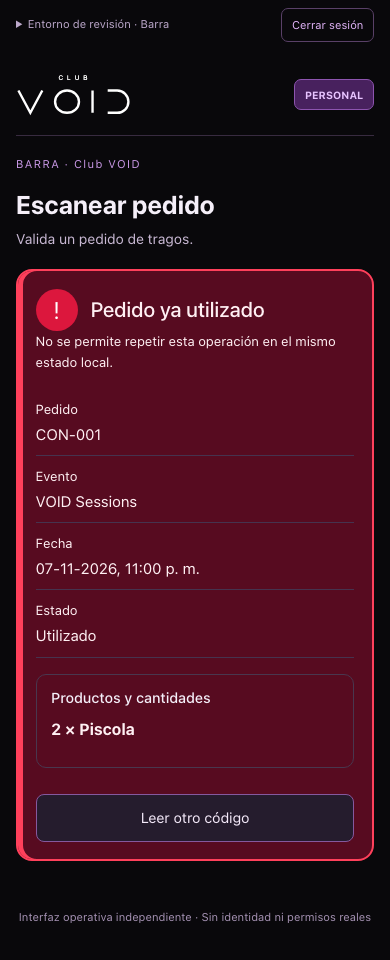 ▶ Entorno de revisión · Barra
Cerrar sesión
CLUB
VOID
PERSONAL
BARRA · Club VOID
Escanear pedido
Valida un pedido de tragos.
!
Pedido ya utilizado
No se permite repetir esta operación en el mismo
estado local.
Pedido
CON-001
Evento
VOID Sessions
Fecha
07-11-2026, 11:00 p. m.
Estado
Utilizado
Productos y cantidades
2 × Piscola
Leer otro código
Interfaz operativa independiente · Sin identidad ni permisos reales